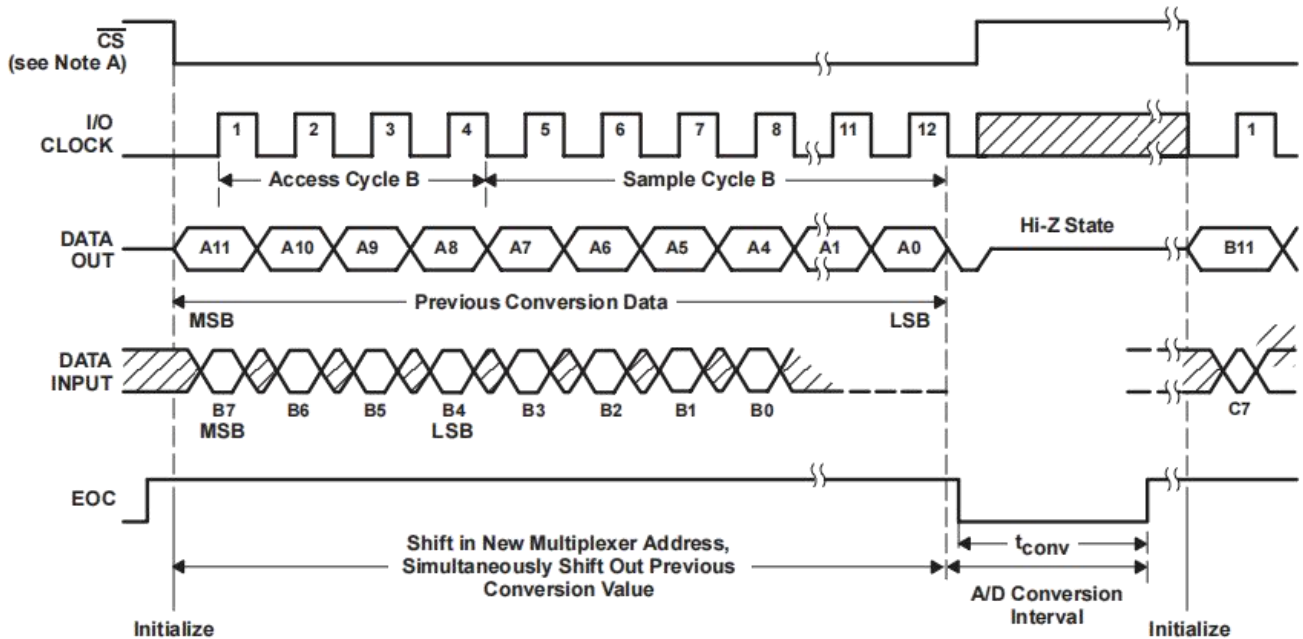 CS
(see Note A)
I/O
CLOCK
1 2 3 4 5 6 7 8 11 12 1
Access Cycle B Sample Cycle B
DATA
OUT
A11 A10 A9 A8 A7 A6 A5 A4 A1 A0 Hi-Z State B11
Previous Conversion Data
MSB LSB
DATA
INPUT
B7 B6 B5 B4 B3 B2 B1 B0 C7
MSB LSB
EOC
Shift in New Multiplexer Address,
Simultaneously Shift Out Previous
Conversion Value
tconv
A/D Conversion
Interval
Initialize Initialize